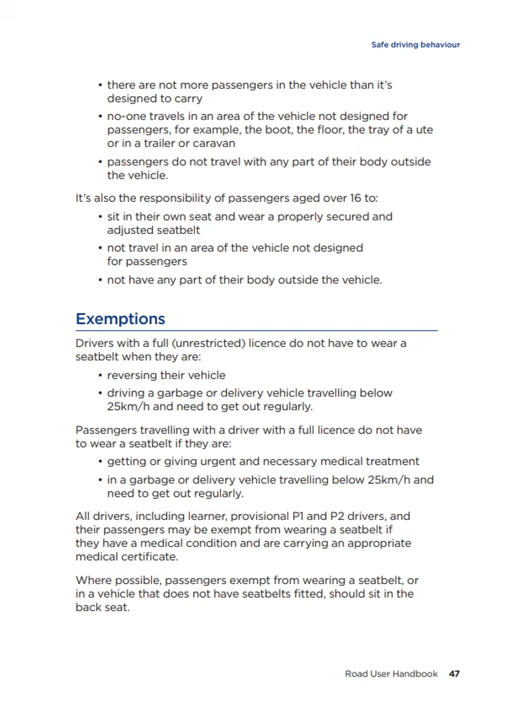 Safe driving behaviour
• there are not more passengers in the vehicle than it's
designed to carry
• no-one travels in an area of the vehicle not designed for
passengers, for example, the boot, the floor, the tray of a ute
or in a trailer or caravan
• passengers do not travel with any part of their body outside
the vehicle.
It's also the responsibility of passengers aged over 16 to:
• sit in their own seat and wear a properly secured and
adjusted seatbelt
• not travel in an area of the vehicle not designed
for passengers
• not have any part of their body outside the vehicle.
Exemptions
Drivers with a full (unrestricted) licence do not have to wear a
seatbelt when they are:
• reversing their vehicle
• driving a garbage or delivery vehicle travelling below
25km/h and need to get out regularly.
Passengers travelling with a driver with a full licence do not have
to wear a seatbelt if they are:
• getting or giving urgent and necessary medical treatment
• in a garbage or delivery vehicle travelling below 25km/h and
need to get out regularly.
All drivers, including learner, provisional P1 and P2 drivers, and
their passengers may be exempt from wearing a seatbelt if
they have a medical condition and are carrying an appropriate
medical certificate.
Where possible, passengers exempt from wearing a seatbelt, or
in a vehicle that does not have seatbelts fitted, should sit in the
back seat.
Road User Handbook 47